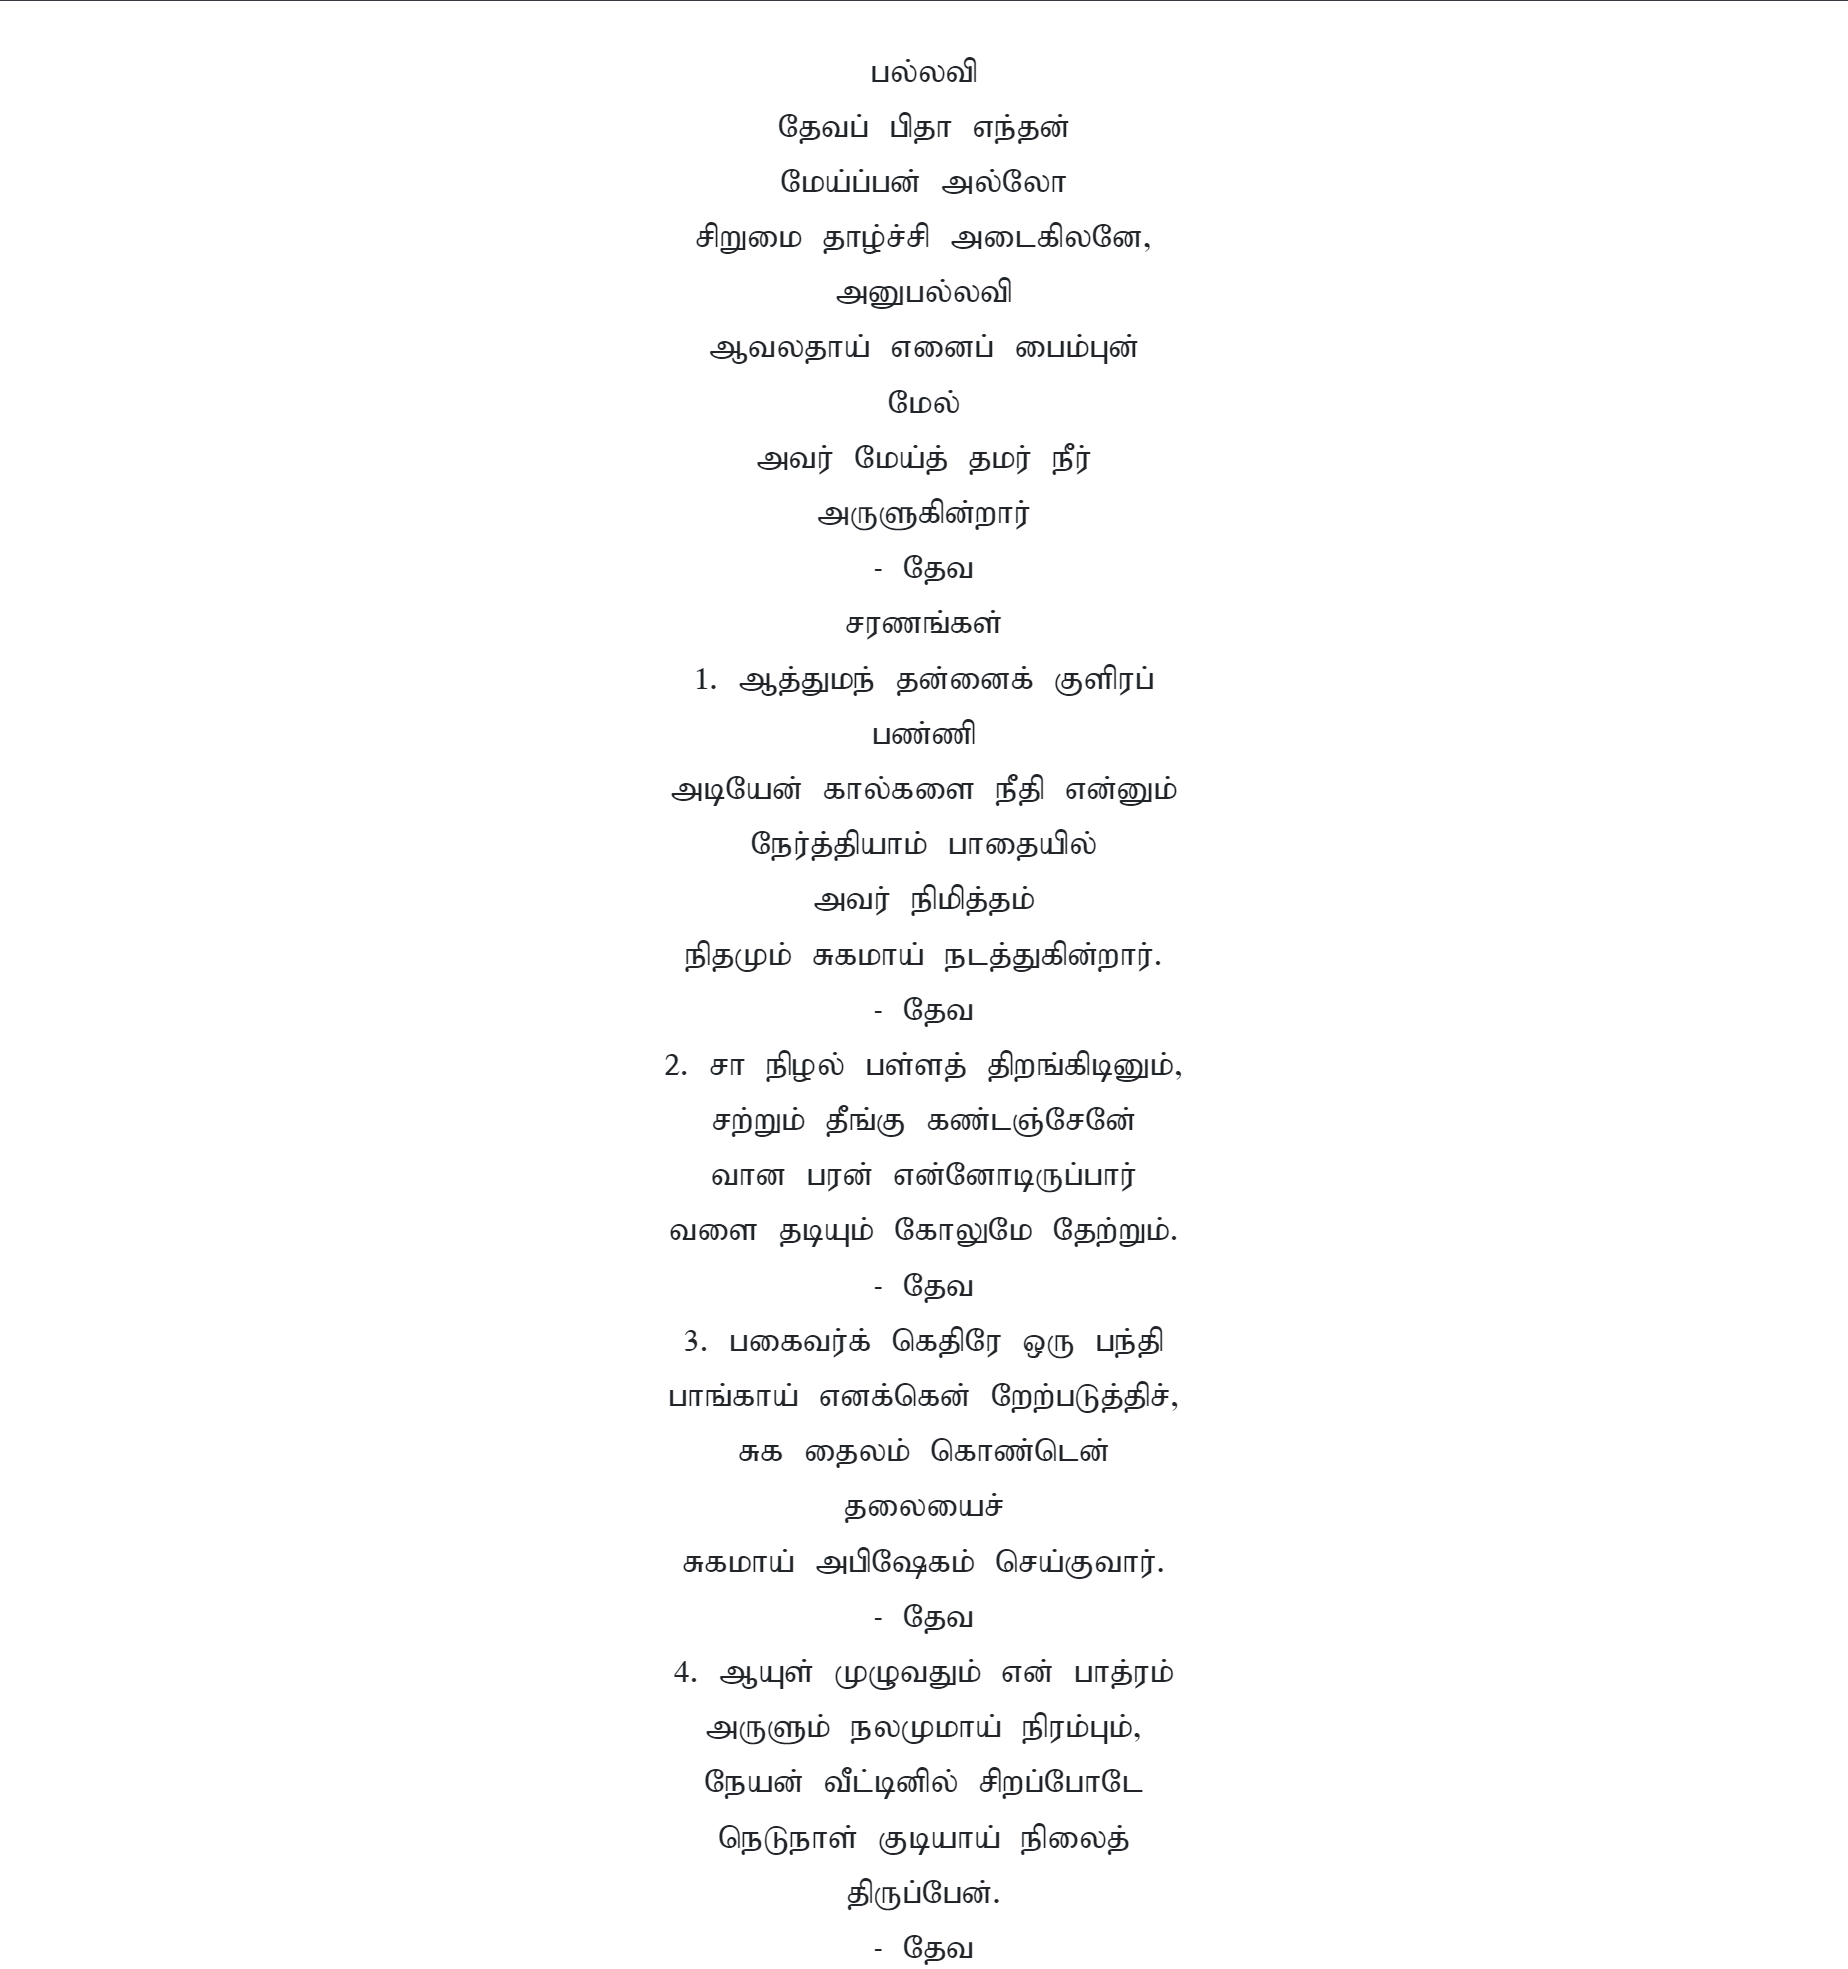 பல்லவி
தேவப் பிதா எந்தன்
மேய்ப்பன் அல்லோ
சிறுமை தாழ்ச்சி அடைகிலனே,
அனுபல்லவி
ஆவலதாய் எனைப் பைம்புன்
மேல்
அவர் மேய்த் தமர் நீர்
அருளுகின்றார்
- தேவ
சரணங்கள்
1. ஆத்துமந் தன்னைக் குளிரப்
பண்ணி
அடியேன் கால்களை நீதி என்னும்
நேர்த்தியாம் பாதையில்
அவர் நிமித்தம்
நிதமும் சுகமாய் நடத்துகின்றார்.
- தேவ
2. சா நிழல் பள்ளத் திறங்கிடினும்,
சற்றும் தீங்கு கண்டஞ்சேனே்
வான பரன் என்னோடிருப்பார்
வளை தடியும் கோலுமே தேற்றும்.
- தேவ
3. பகைவர்க் கெதிரே ஒரு பந்தி
பாங்காய் எனக்கென் றேற்படுத்திச்,
சுக தைலம் கொண்டென்
தலையைச்
சுகமாய் அபிஷேகம் செய்குவார்.
- தேவ
4. ஆயுள் முழுவதும் என் பாத்ரம்
அருளும் நலமுமாய் நிரம்பும்,
நேயன் வீட்டினில் சிறப்போடே
நெடுநாள் குடியாய் நிலைத்
திருப்பேன்.
- தேவ